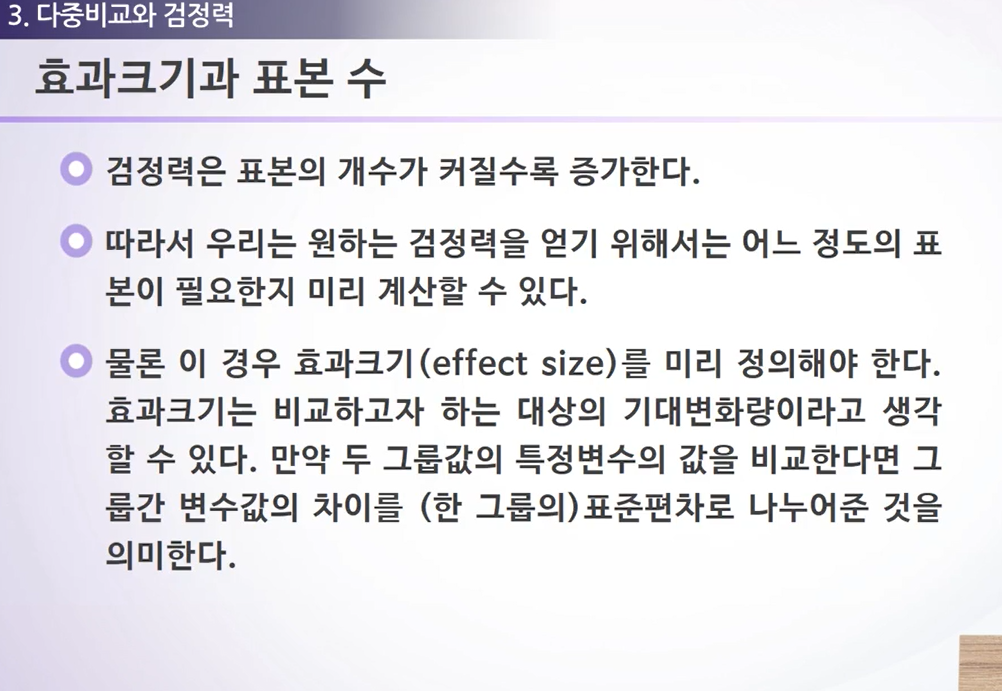 3. 다중비교와 검정력
효과크기과 표본 수
검정력은 표본의 개수가 커질수록 증가한다.
따라서 우리는 원하는 검정력을 얻기 위해서는 어느 정도의 표
본이 필요한지 미리 계산할 수 있다.
물론 이 경우 효과크기(effect size)를 미리 정의해야 한다.
효과크기는 비교하고자 하는 대상의 기대변화량이라고 생각
할 수 있다. 만약 두 그룹값의 특정변수의 값을 비교한다면 그
룹간 변수값의 차이를 (한 그룹의)표준편차로 나누어준 것을
의미한다.